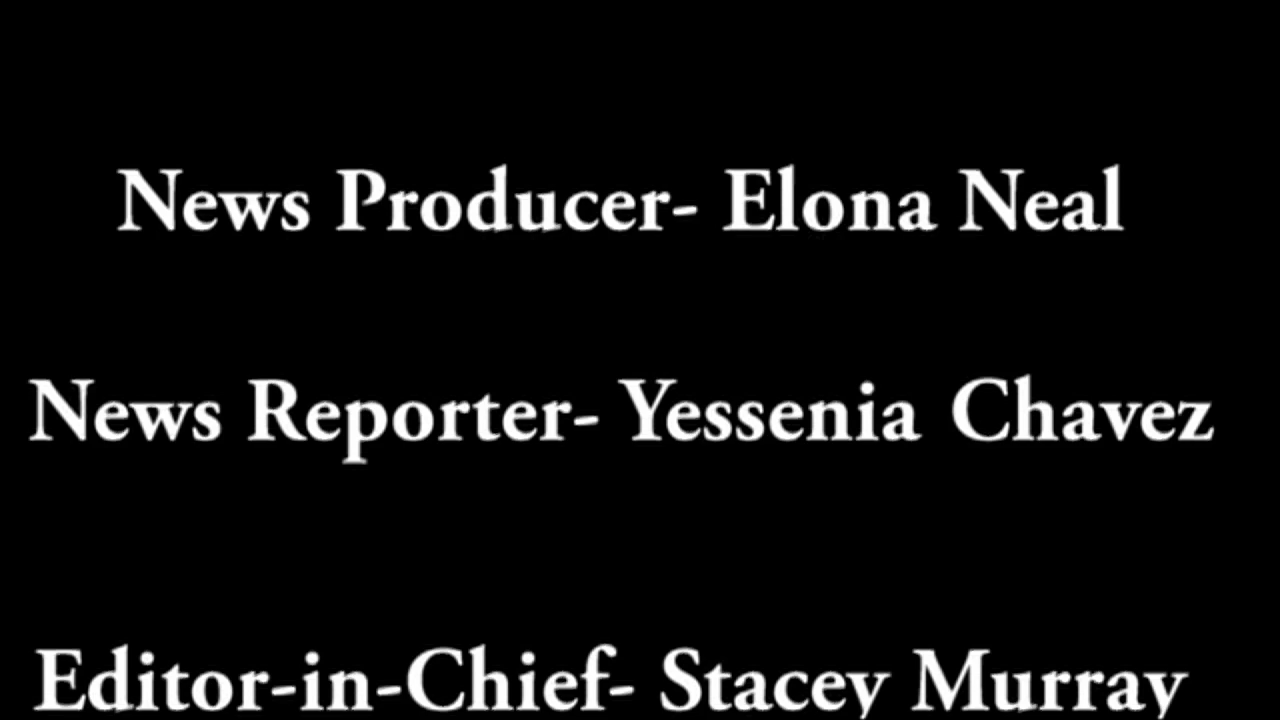 News Producer- Elona Neal
News Reporter- Yessenia Chavez
Editor-in-Chief- Stacey Murray